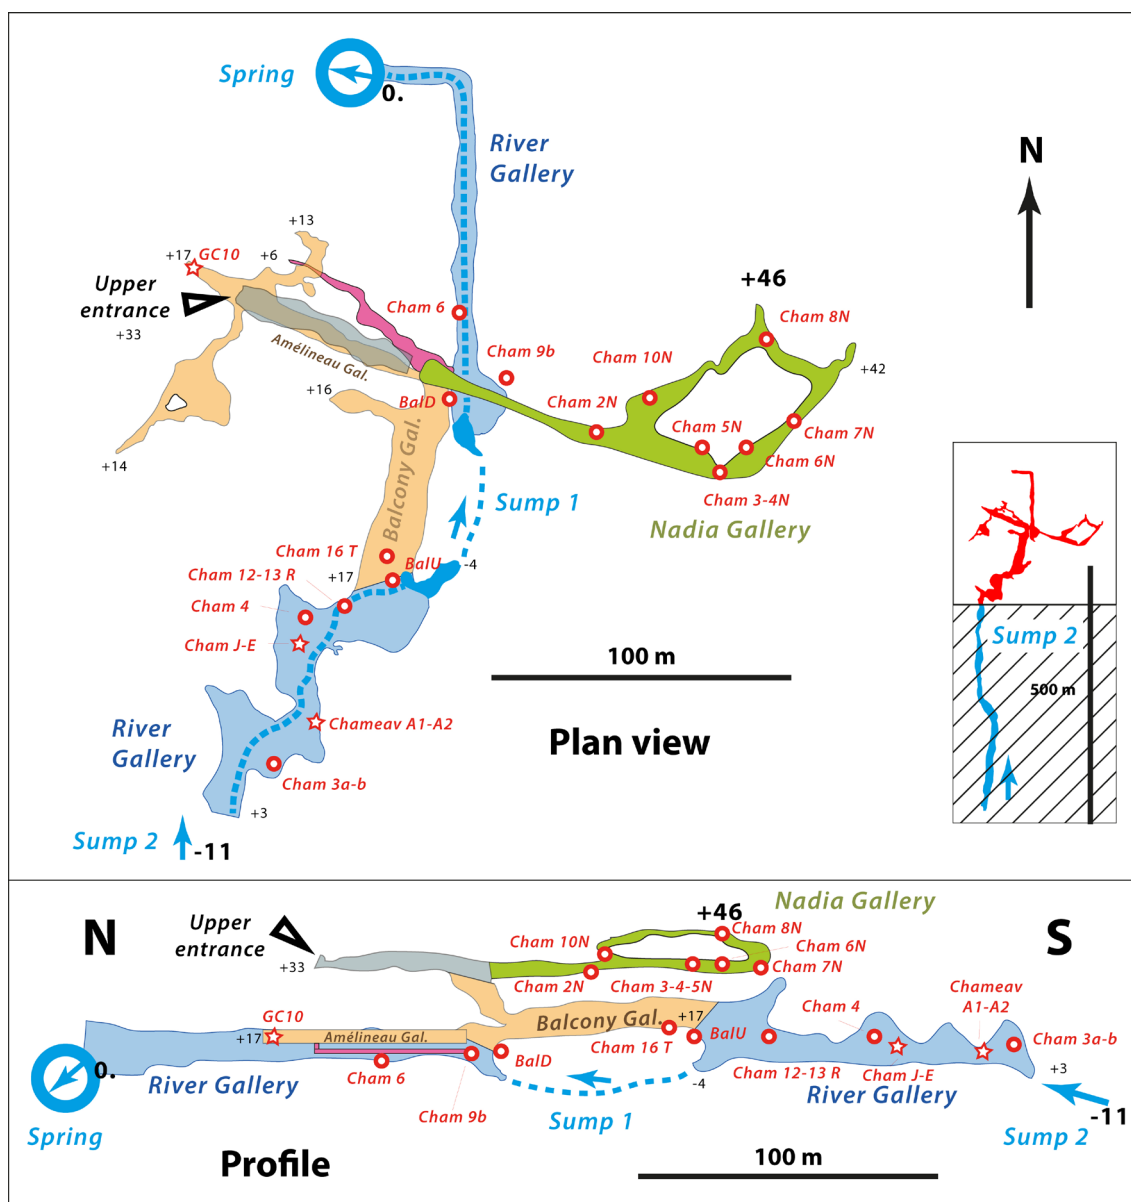 Spring
0.
River
Gallery
N
+13
+17
GC10
+6
Upper
entrance
+33
+46
Cham 6
Cham 8N
Amélineau Gal.
Cham 9b
Cham 10N
+42
+16
BalD
Cham 2N
Cham 5N
Cham 7N
+14
Balcony Gal.
Cham 6N
Sump 1
Cham 3-4N
Nadia Gallery
Cham 16 T
BalU
-4
Cham 12-13 R
+17
Cham 4
Cham J-E
Sump 2
100 m
500 m
River
Gallery
Chameav A1-A2
Plan view
Cham 3a-b
+3
Sump 2
-11
N
Upper
entrance
Nadia Gallery
+46
S
Cham 8N
Cham 10N
Cham 6N
+33
Cham 2N
Cham 3-4-5N
Cham 7N
Chameav
A1-A2
GC10
Cham 4
+17
Amélineau Gal.
Balcony Gal.
+17
BalU
Cham 3a-b
Cham 16 T
0.
River Gallery
Cham 6
BalD
-4
Cham 12-13 R
Cham J-E
+3
River Gallery
Cham 9b
Sump 1
-11
Spring
Sump 2
Profile
100 m